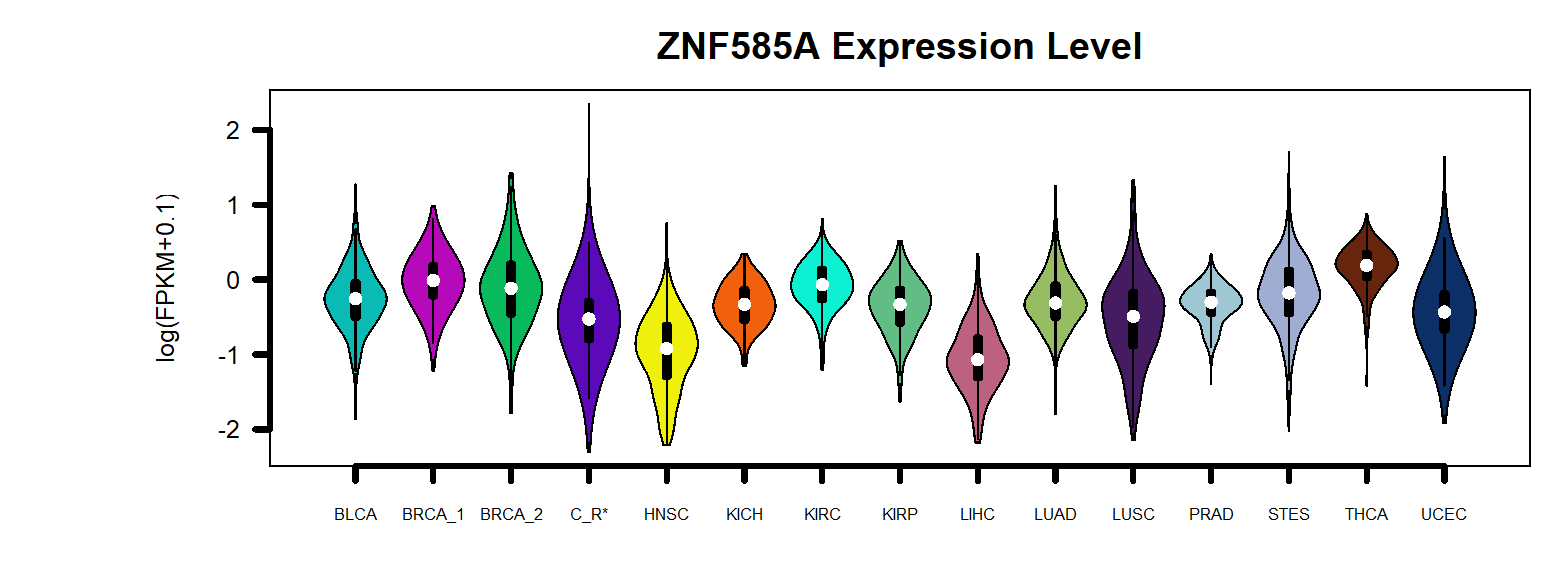 ZNF585A Expression Level
log(FPKM+0.1)
2
1
0
-1
-2
BLCA BRCA_1 BRCA_2 C_R* HNSC KICH KIRC KIRP LIHC LUAD LUSC PRAD STES THCA UCEC